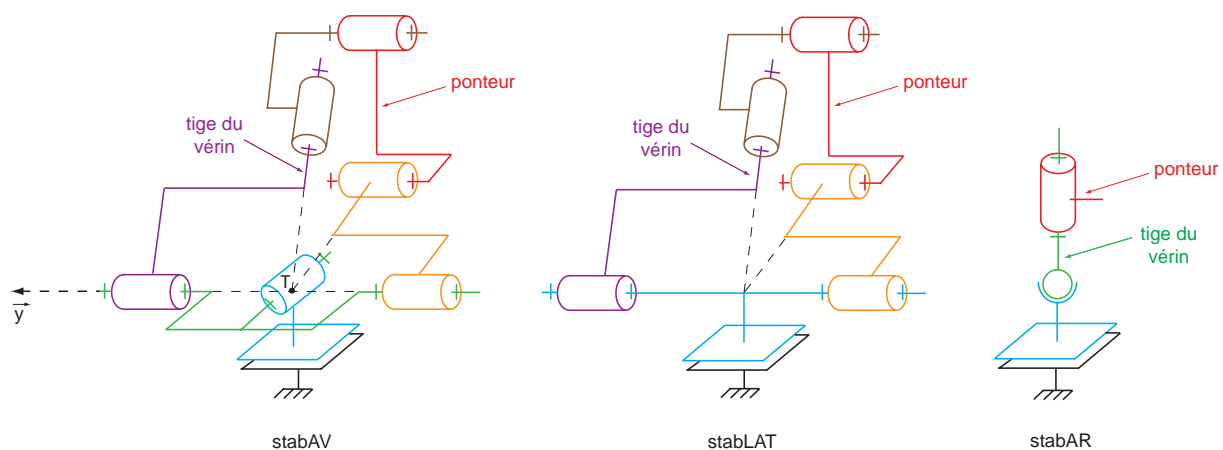 ponteur
tige du
vérin
T
y
stabAV
ponteur
tige du
vérin
stabLAT
ponteur
tige du
vérin
stabAR